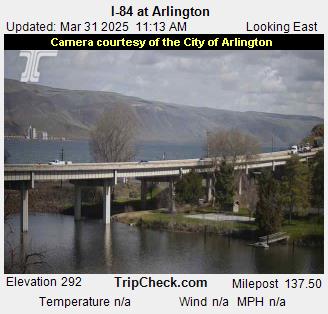 I-84 at Arlington
Updated: Mar 31 2025 11:13 AM Looking East
Camera courtesy of the City of Arlington
Elevation 292 TripCheck.com Milepost 137.50
Temperature n/a Wind n/a MPH n/a